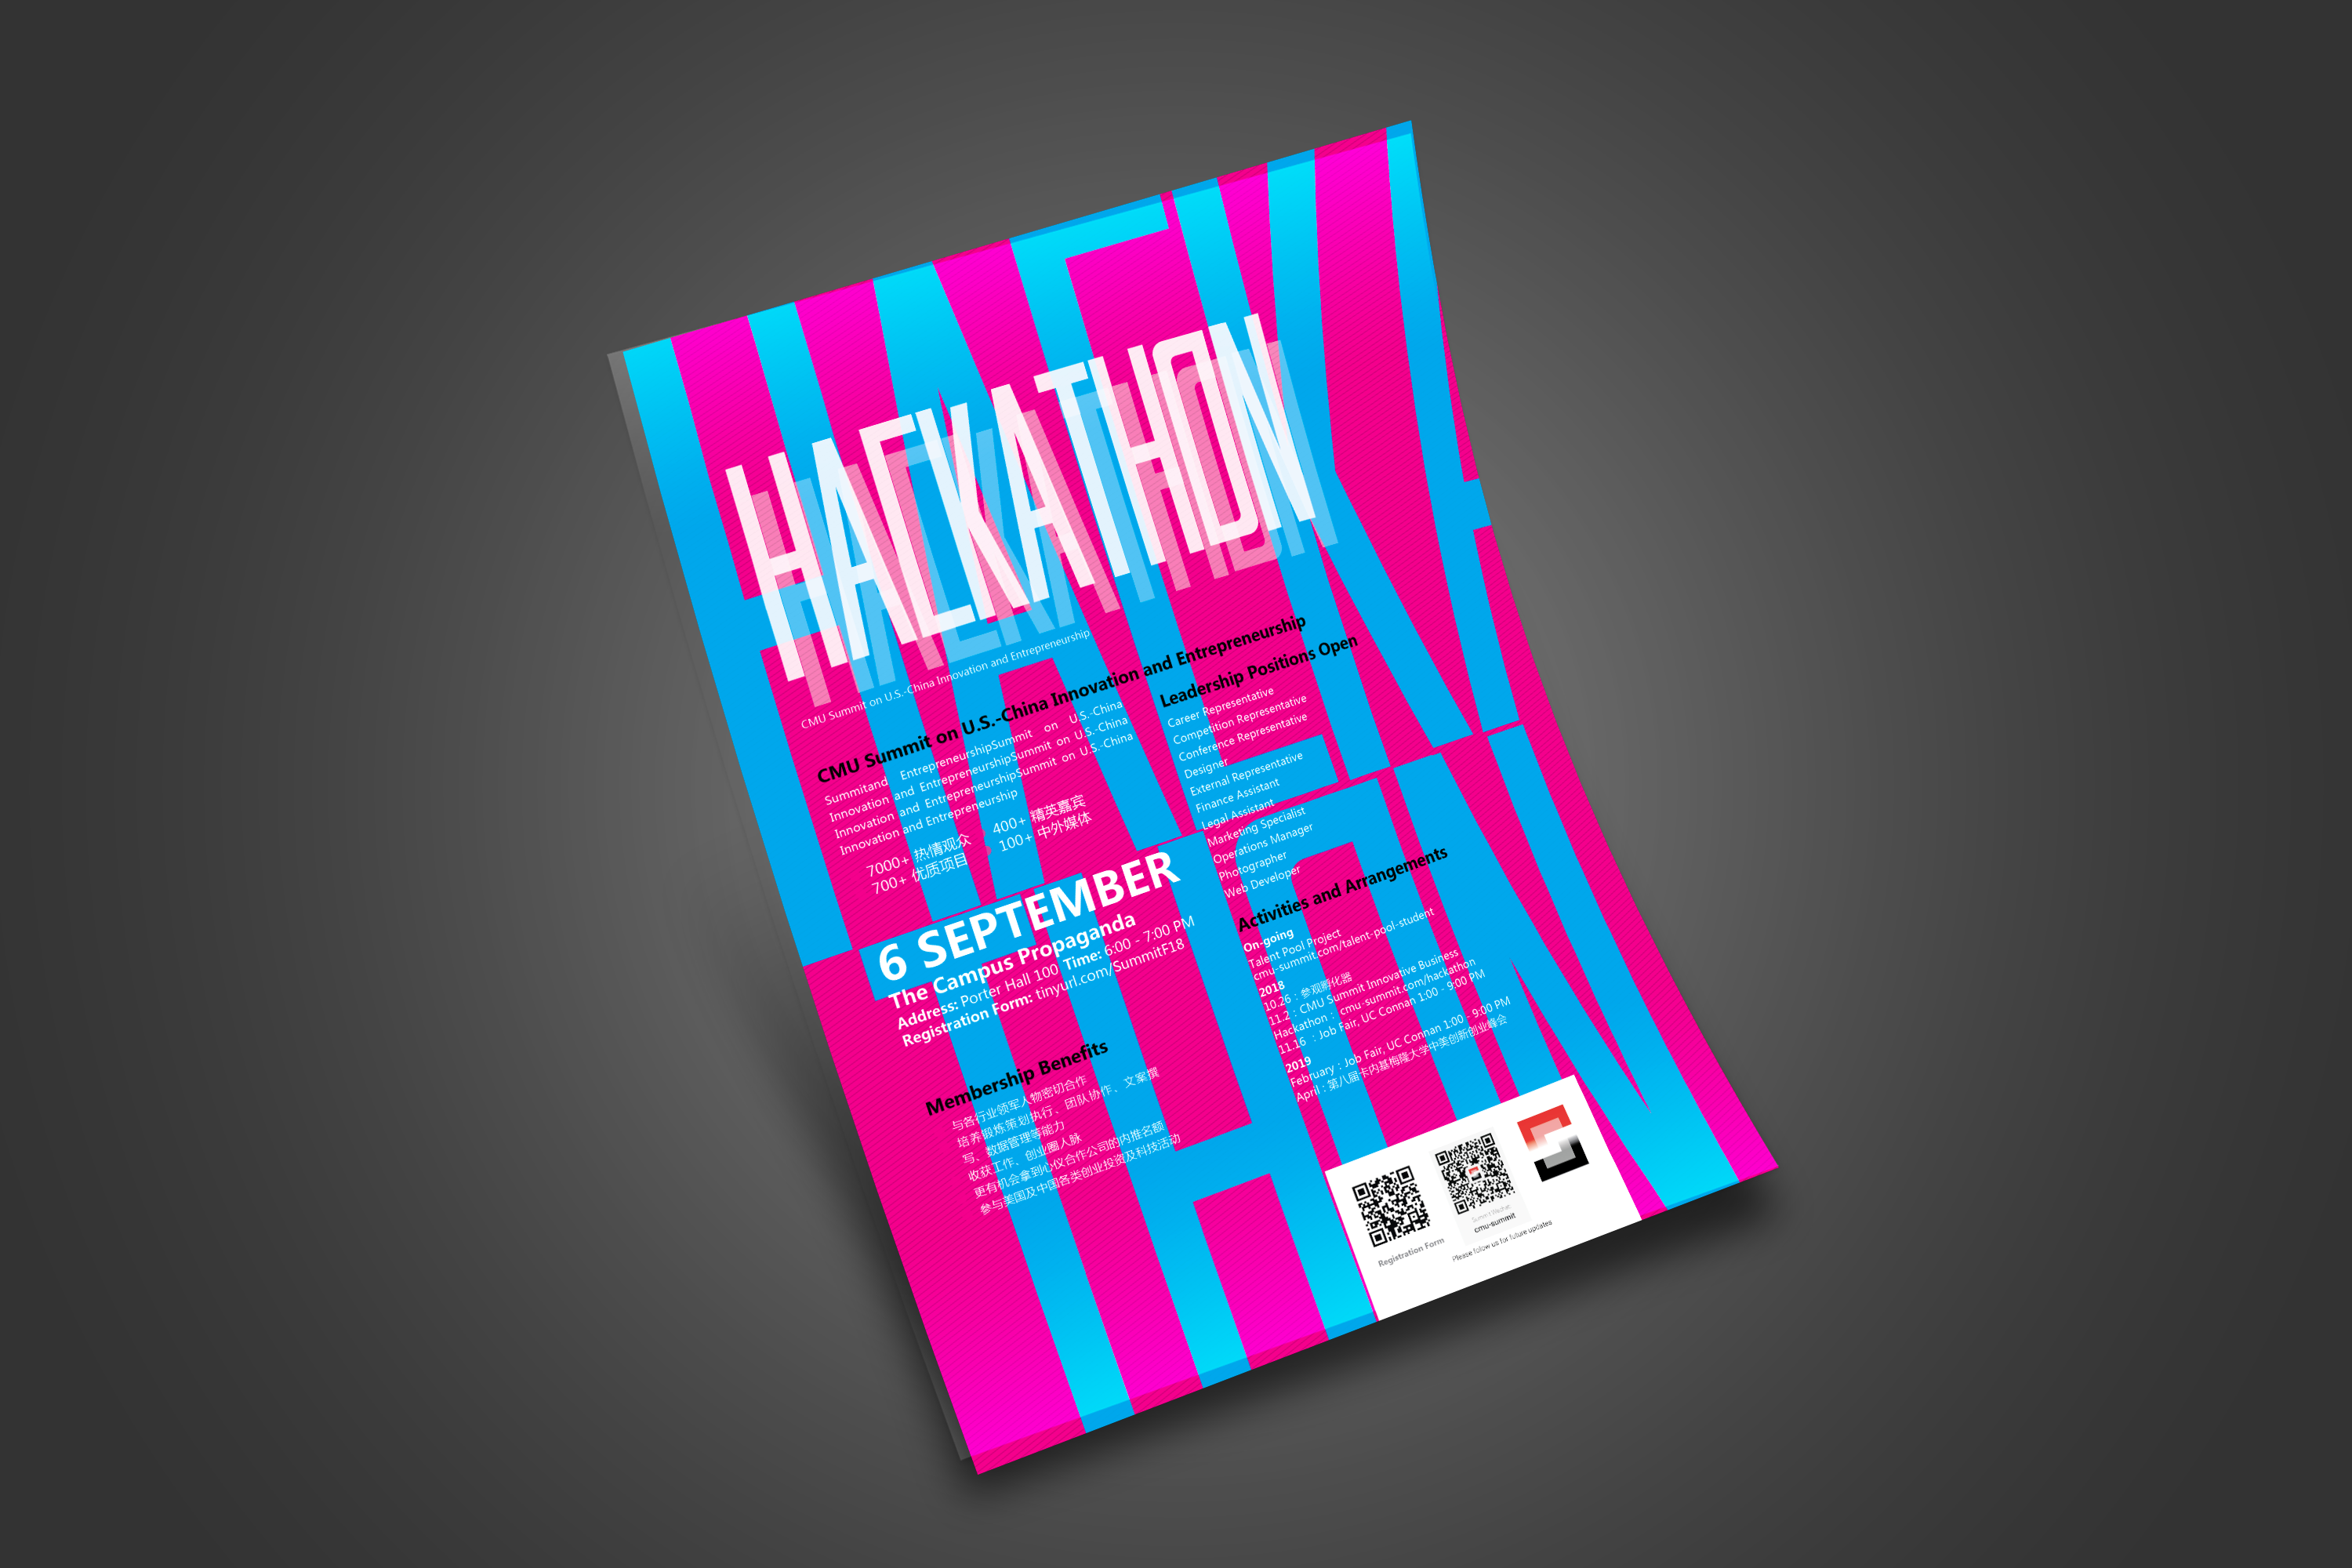 HACKATHON
CMU Summit on U.S.-China Innovation and Entrepreneurship
CMU Summit on U.S.-China Innovation and Entrepreneurship
Summitand EntrepreneurshipSummit on U.S.-China
Innovation and EntrepreneurshipSummit on U.S.-China
Innovation and EntrepreneurshipSummit on U.S.-China
Innovation and Entrepreneurship
7000+ 热情观众
400+ 精英嘉宾
700+ 优质项目
100+ 中外媒体
6 SEPTEMBER
The Campus Propaganda
Address: Porter Hall 100 Time: 6:00 - 7:00 PM
Registration Form: tinyurl.com/SummitF18
Membership Benefits
与各行业领军人物密切合作
培养锻炼策划执行、团队协作、文案撰
写、数据管理等能力
收获工作、创业圈人脉
更有机会拿到心仪合作公司的内推名额
参与美国及中国各类创业投资及科技活动
Leadership Positions Open
Career Representative
Competition Representative
Conference Representative
Designer
External Representative
Finance Assistant
Legal Assistant
Marketing Specialist
Operations Manager
Photographer
Web Developer
Activities and Arrangements
On-going
Talent Pool Project
cmu-summit.com/talent-pool-student
2018
10.26 : 参观孵化器
11.2 : CMU Summit Innovative Business
Hackathon : cmu-summit.com/hackathon
11.16 : Job Fair, UC Connan 1:00 - 9:00 PM
2019
February : Job Fair, UC Connan 1:00 - 9:00 PM
April : 第八届卡内基梅隆大学中美创新创业峰会
Registration Form
Summit Wechat
cmu-summit
Please follow us for future updates